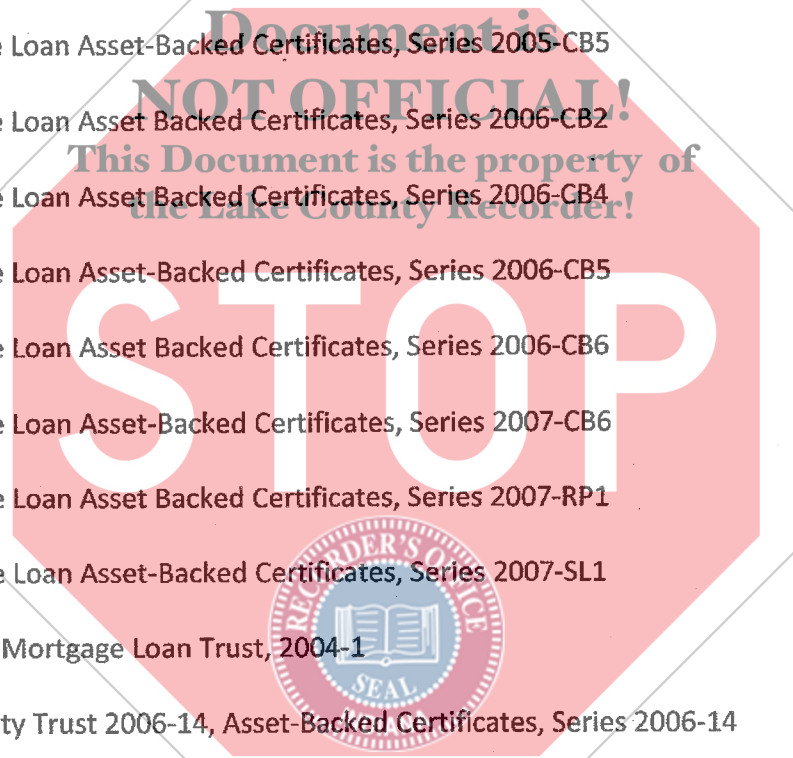 Document is
e Loan Asset-Backed Certificates, Series 2005-CB5
NOT OFFICIAL!
e Loan Asset Backed Certificates, Series 2006-CB2
This Document is the property of
e Loan Asset Backed Certificates, Series 2006-CB4
the Lake County Recorder!
e Loan Asset-Backed Certificates, Series 2006-CB5
STOP
e Loan Asset Backed Certificates, Series 2006-CB6
e Loan Asset-Backed Certificates, Series 2007-CB6
e Loan Asset Backed Certificates, Series 2007-RP1
RECORDER'S OFFICE
e Loan Asset-Backed Certificates, Series 2007-SL1
Mortgage Loan Trust, 2004-1
SEAL
ty Trust 2006-14, Asset-Backed Certificates, Series 2006-14